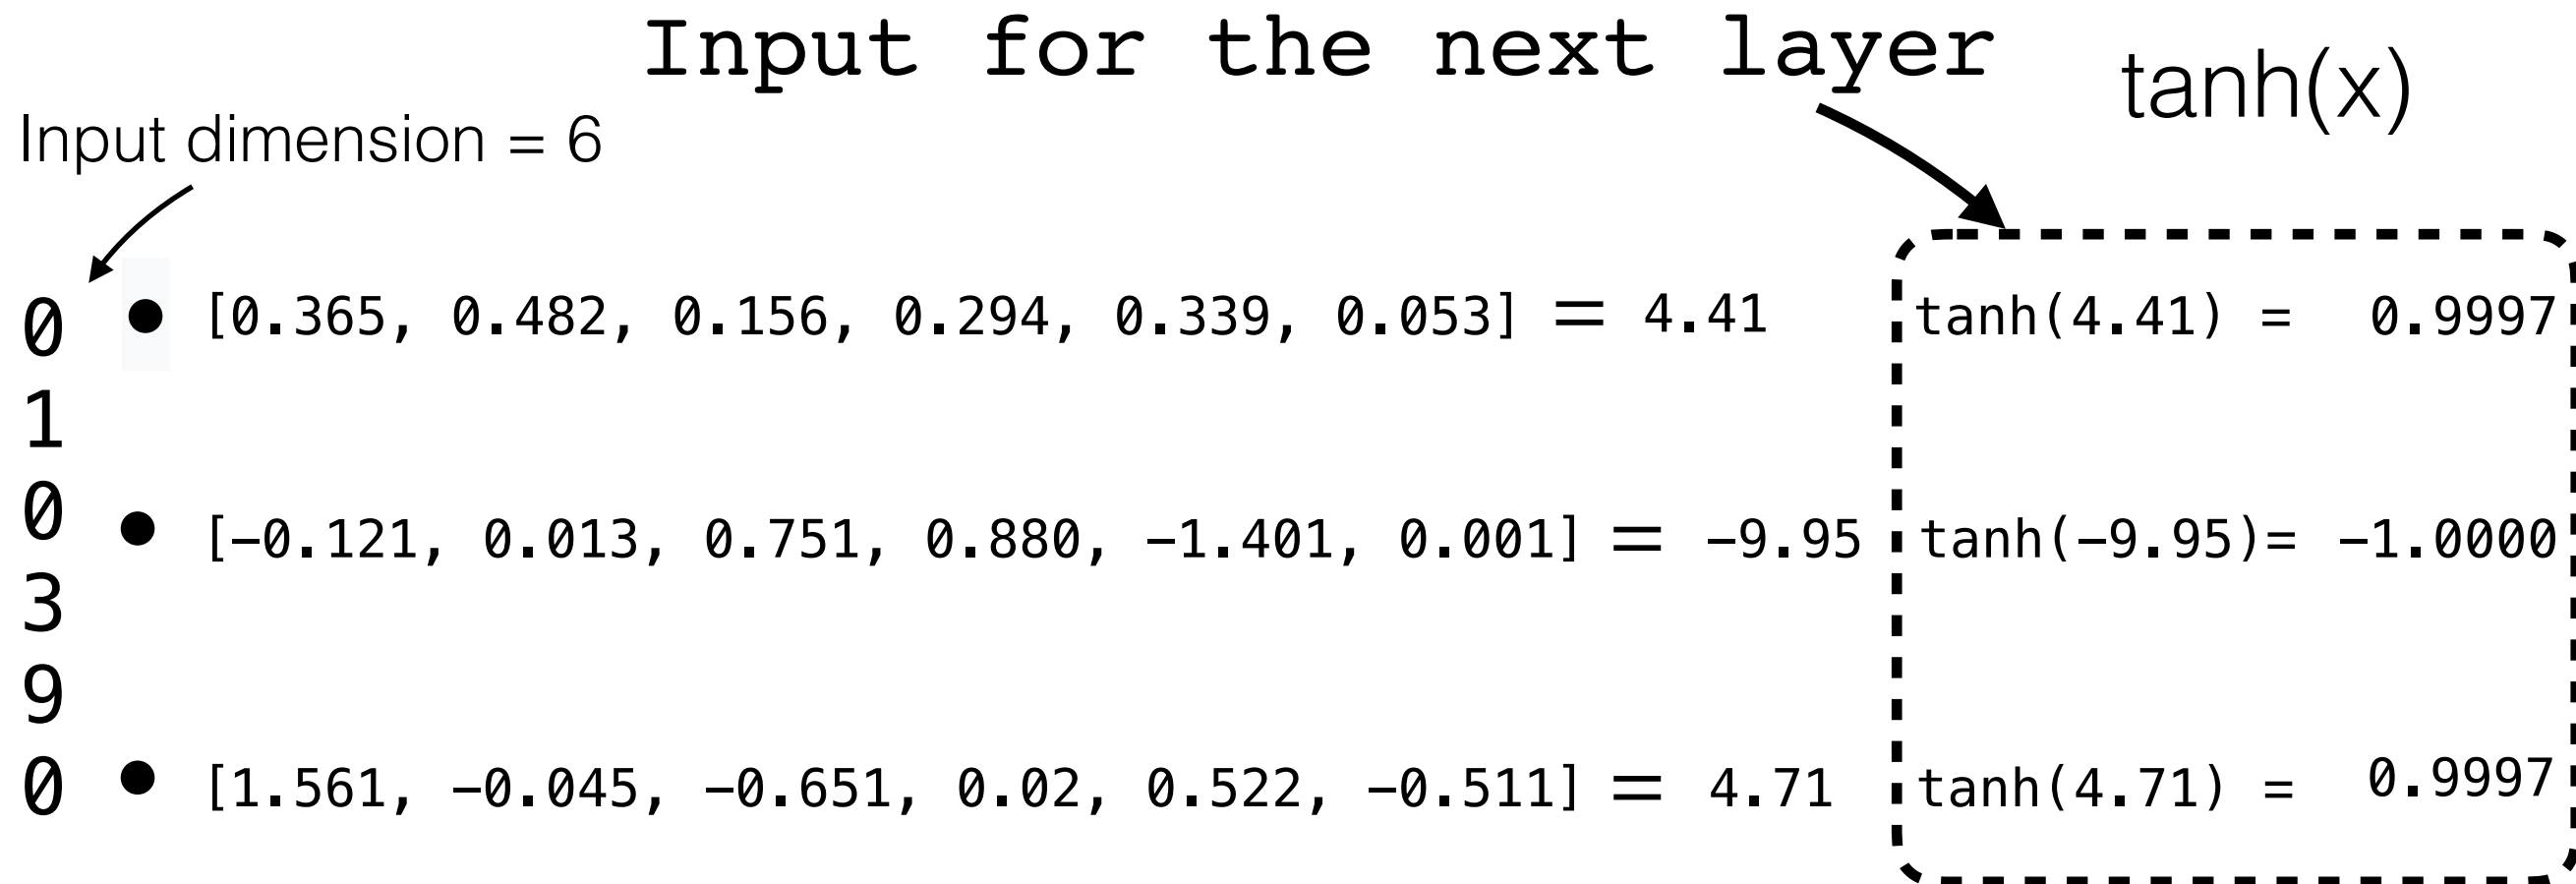 Input for the next layer
tanh(x)
Input dimension = 6
0 • [0.365, 0.482, 0.156, 0.294, 0.339, 0.053] = 4.41 tanh(4.41) = 0.9997
1
0 • [−0.121, 0.013, 0.751, 0.880, −1.401, 0.001] = −9.95 tanh(−9.95)= −1.0000
3
9
0 • [1.561, −0.045, −0.651, 0.02, 0.522, −0.511] = 4.71 tanh(4.71) = 0.9997